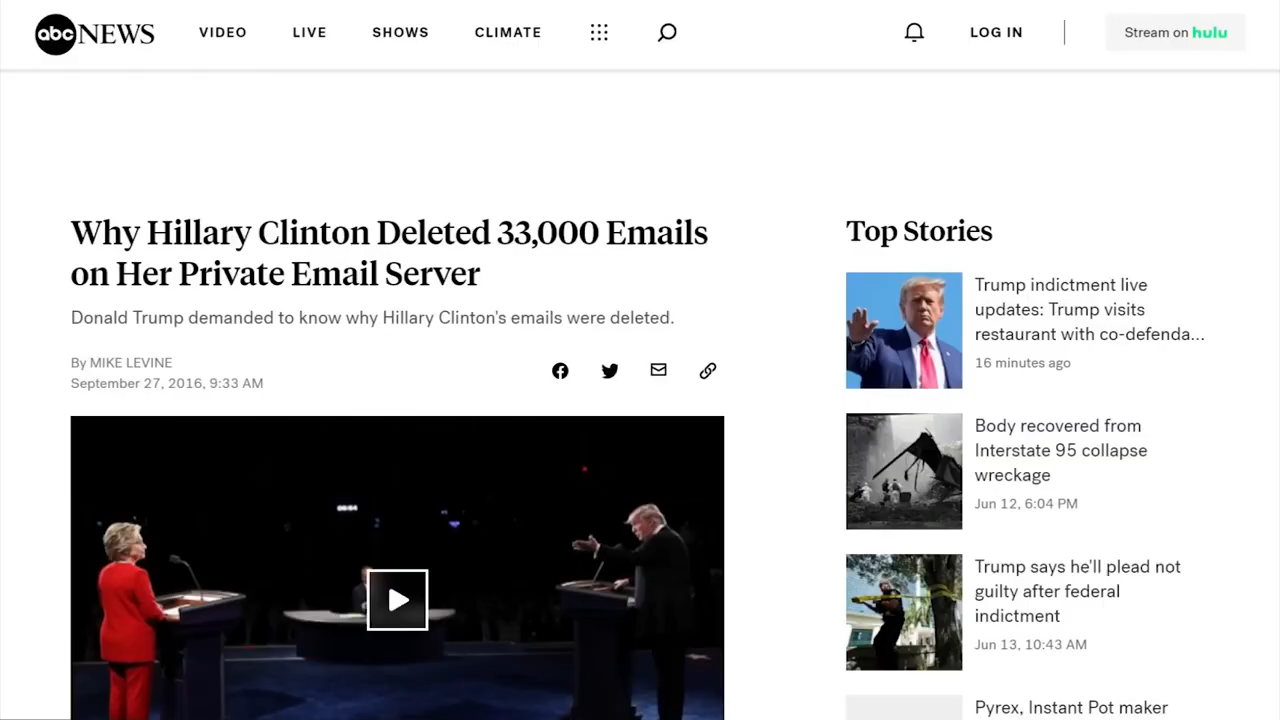 abc NEWS VIDEO LIVE SHOWS CLIMATE LOG IN Stream on hulu
Why Hillary Clinton Deleted 33,000 Emails
on Her Private Email Server
Donald Trump demanded to know why Hillary Clinton's emails were deleted.
By MIKE LEVINE
September 27, 2016, 9:33 AM
Top Stories
Trump indictment live
updates: Trump visits
restaurant with co-defenda...
16 minutes ago
Body recovered from
Interstate 95 collapse
wreckage
Jun 12, 6:04 PM
Trump says he'll plead not
guilty after federal
indictment
Jun 13, 10:43 AM
Pyrex, Instant Pot maker